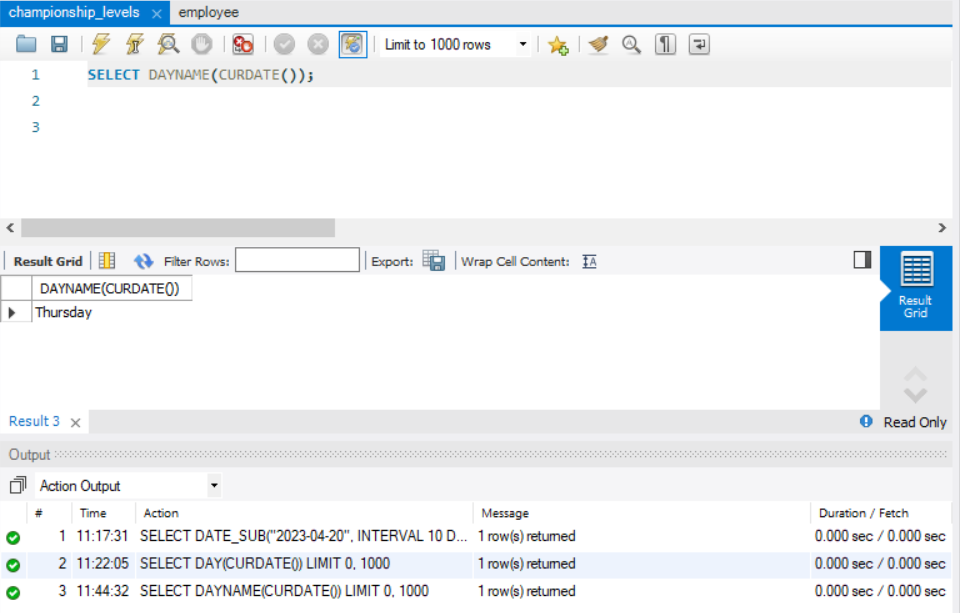 championship_levels employee
Limit to 1000 rows
1 SELECT DAYNAME(CURDATE());
2
3
Result Grid Filter Rows: Export: Wrap Cell Content: IA
DAYNAME(CURDATE())
Thursday
Result
Grid
Result 3 Read Only
Output
Action Output
# Time Action Message Duration / Fetch
1 11:17:31 SELECT DATE_SUB("2023-04-20", INTERVAL 10 D... 1 row(s) returned 0.000 sec / 0.000 sec
2 11:22:05 SELECT DAY(CURDATE()) LIMIT 0, 1000 1 row(s) returned 0.000 sec / 0.000 sec
3 11:44:32 SELECT DAYNAME(CURDATE()) LIMIT 0, 1000 1 row(s) returned 0.000 sec / 0.000 sec